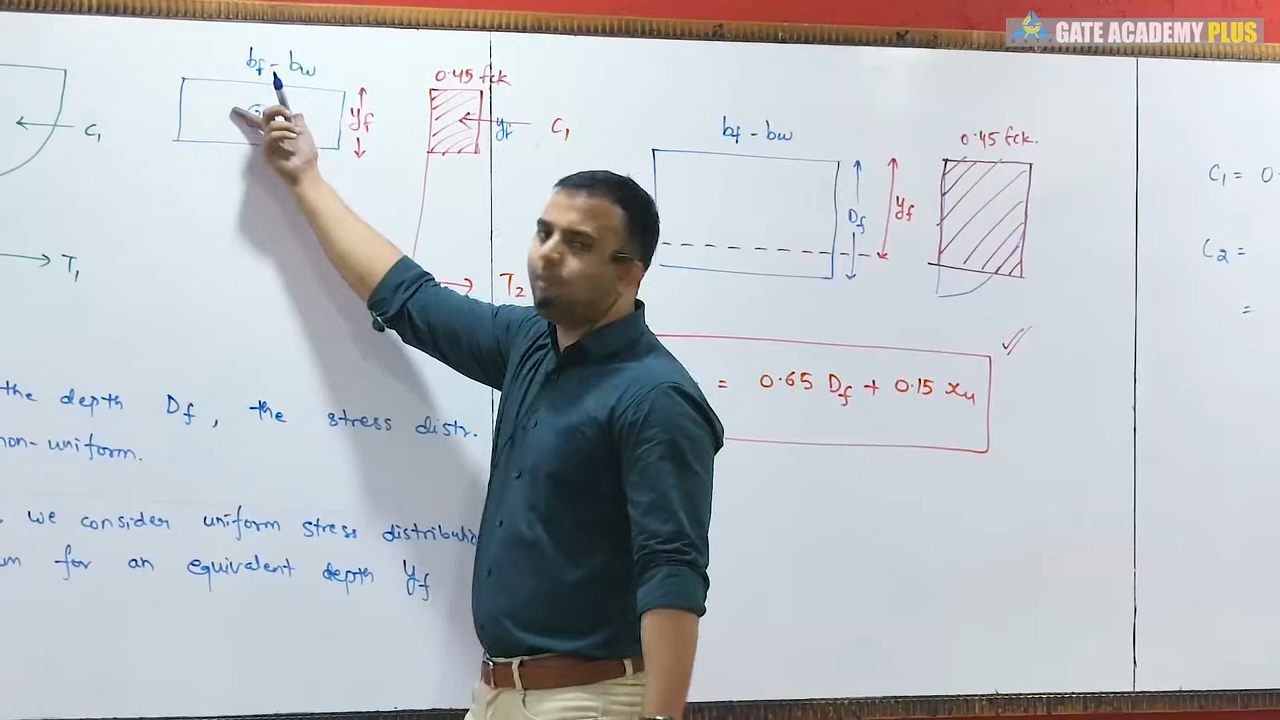 GATE ACADEMY PLUS
bf - bw
0.45 fck
yf
yf
C1
C1
T1
T2
bf - bw
0.45 fck.
Df
yf
C1 = 0.
C2 =
=
= 0.65 Df + 0.15 xu
the depth Df, the stress distr.
non-uniform.
we consider uniform stress
for an equivalent depth yf